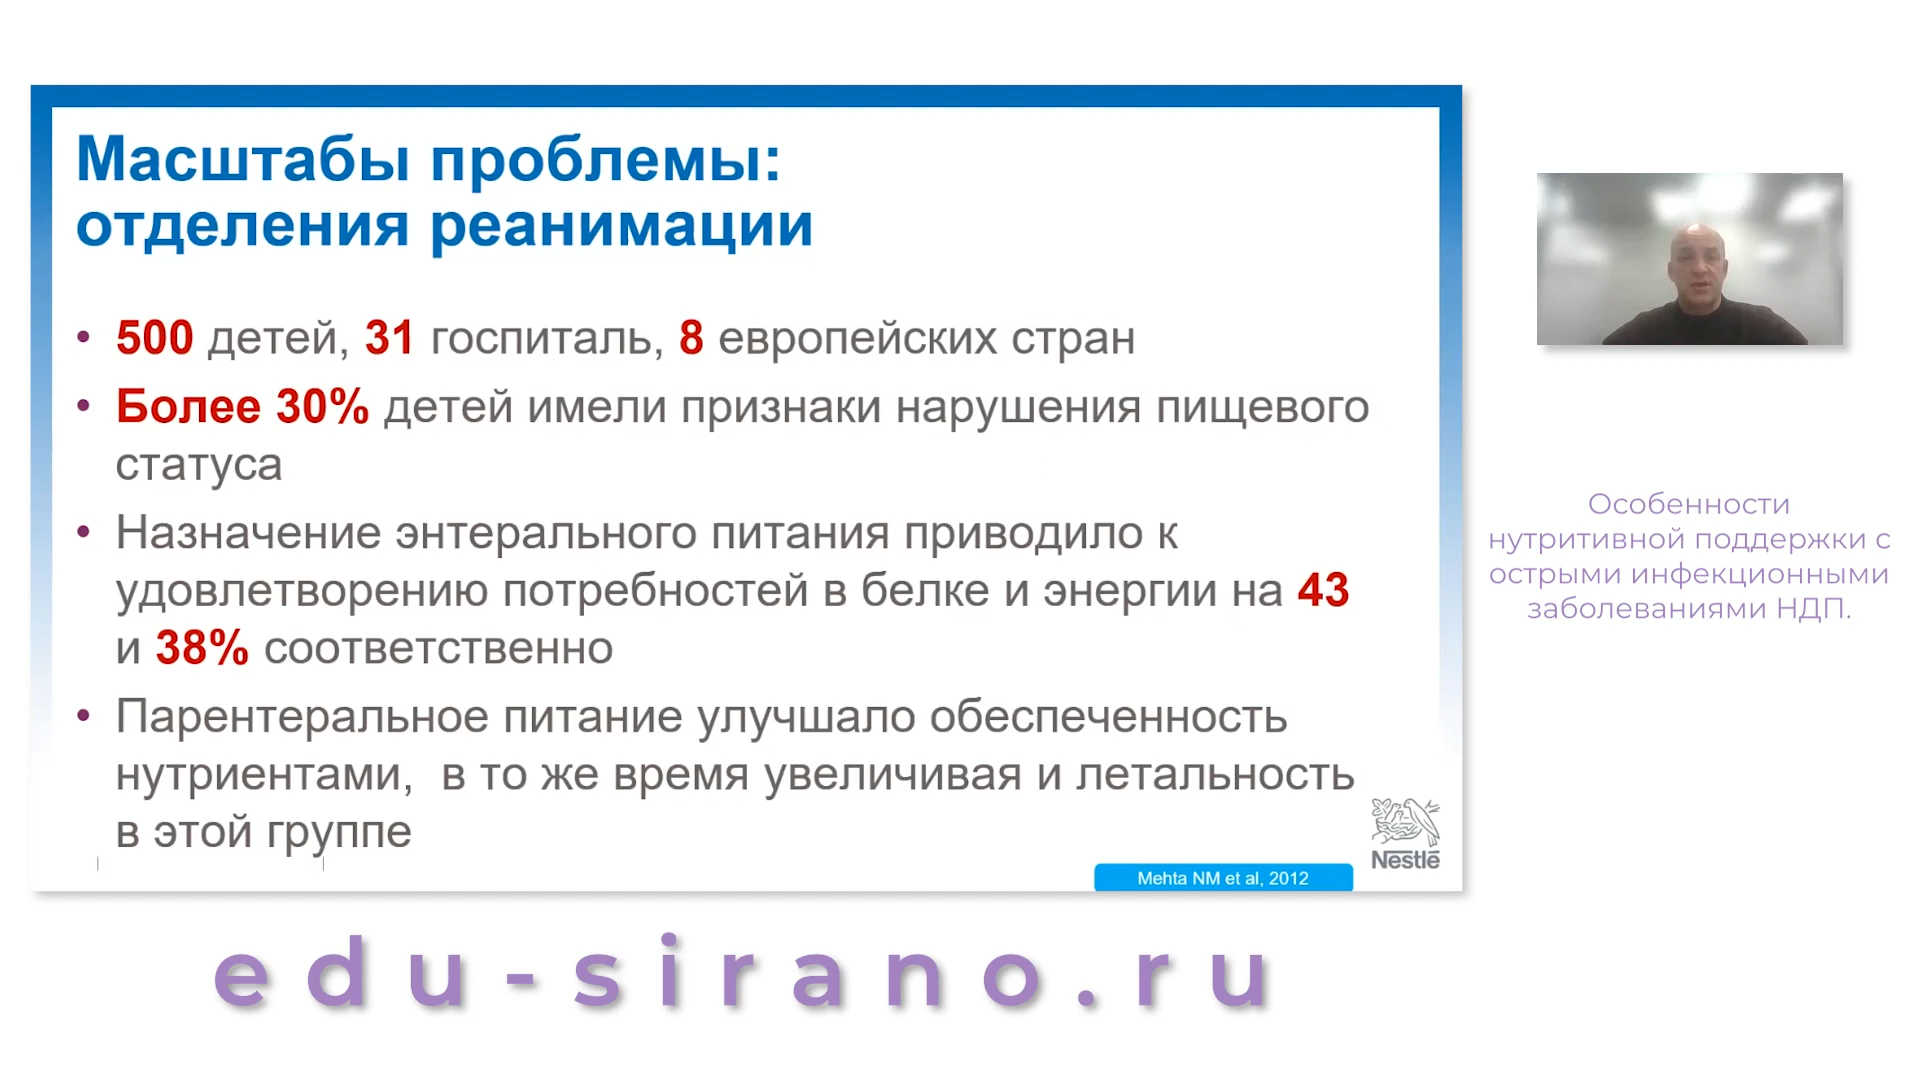 Масштабы проблемы:
отделения реанимации
• 500 детей, 31 госпиталь, 8 европейских стран
• Более 30% детей имели признаки нарушения пищевого
статуса
• Назначение энтерального питания приводило к
удовлетворению потребностей в белке и энергии на 43
и 38% соответственно
• Парентеральное питание улучшало обеспеченность
нутриентами,  в то же время увеличивая и летальность
в этой группе
Nestlé
Mehta NM et al, 2012
Особенности
нутритивной поддержки с
острыми инфекционными
заболеваниями НДП.
edu-sirano.ru